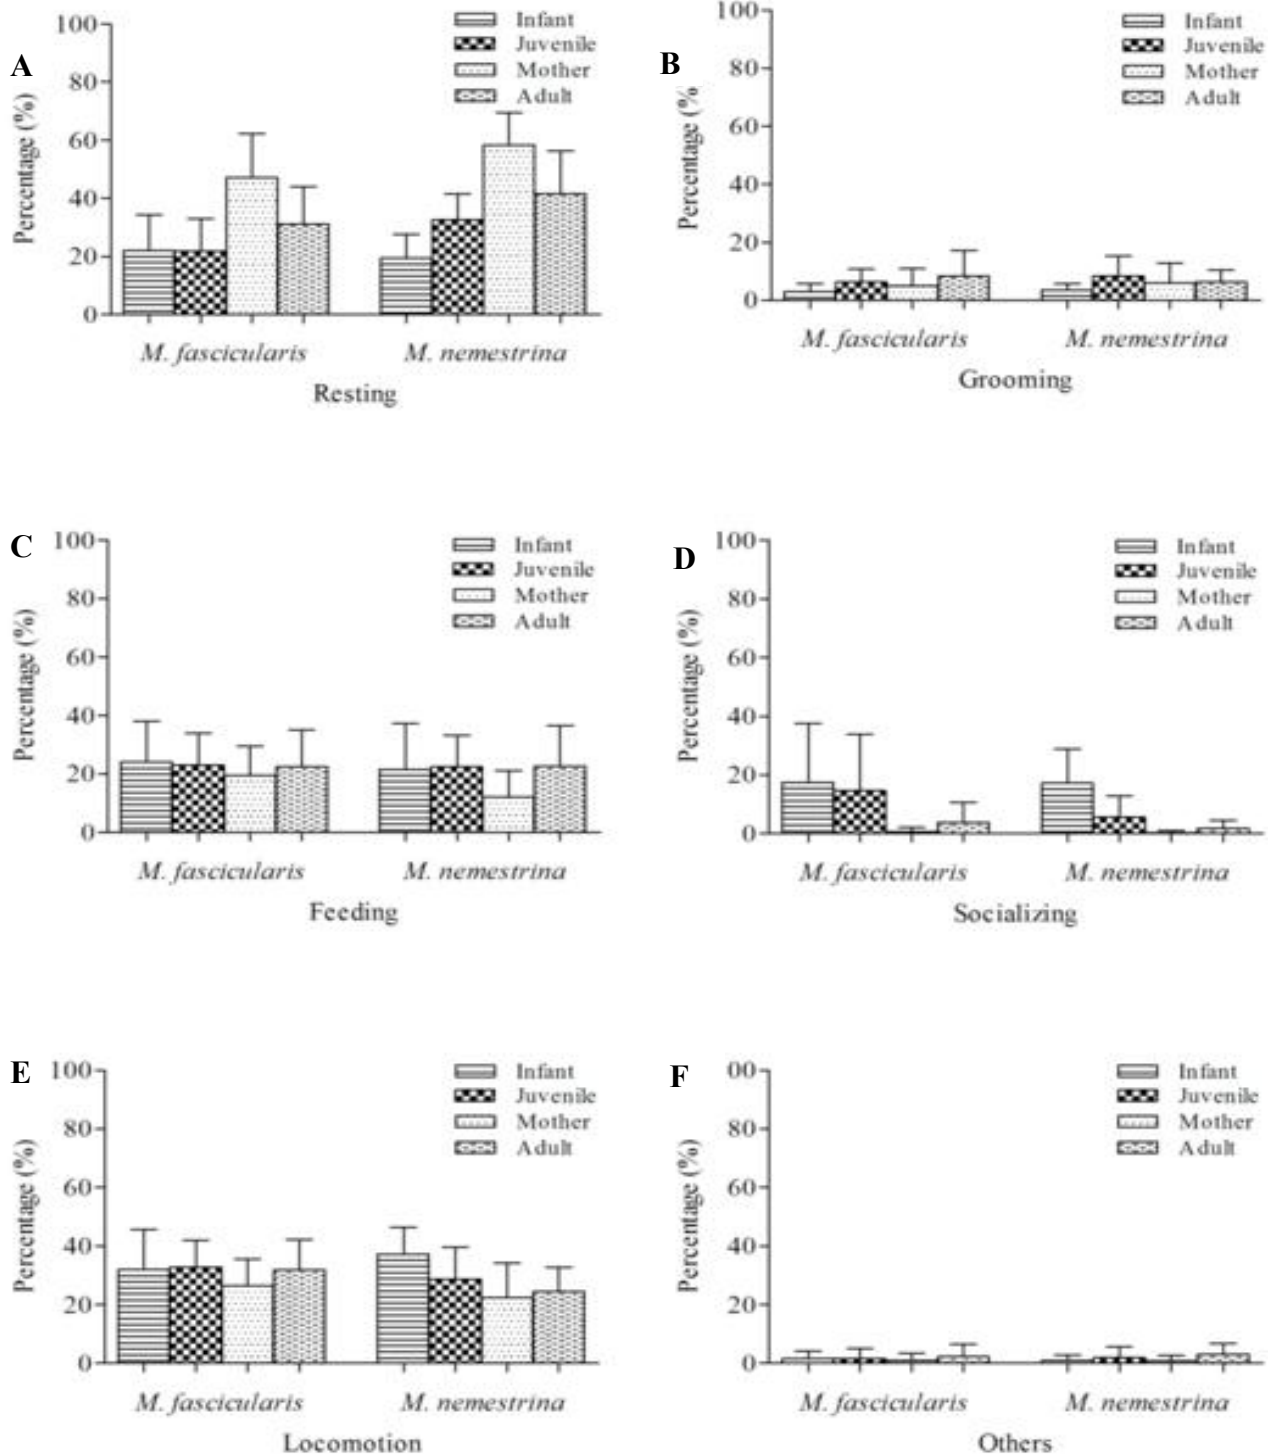 A
100
80
60
40
20
0
Percentage (%)
Infant
Juvenile
Mother
Adult
M. fascicularis
M. nemestrina
Resting
B
100
80
60
40
20
0
Percentage (%
Infant
Juvenile
Mother
Adult
M. fascicularis
M. nemestrina
Grooming
C
100
80
60
40
20
0
Percentage (%)
Infant
Juvenile
Mother
Adult
M. fascicularis
M. nemestrina
Feeding
D
100
80
60
40
20
0
Percentage (%)
Infant
Juvenile
Mother
Adult
M. fascicularis
M. nemestrina
Socializing
E
100
80
60
40
20
0
Percentage (%)
Infant
Juvenile
Mother
Adult
M. fascicularis
M. nemestrina
Locomotion
F
00
80
60
40
20
0
Percentage (%)
Infant
Juvenile
Mother
Adult
M. fascicularis
M. nemestrina
Others